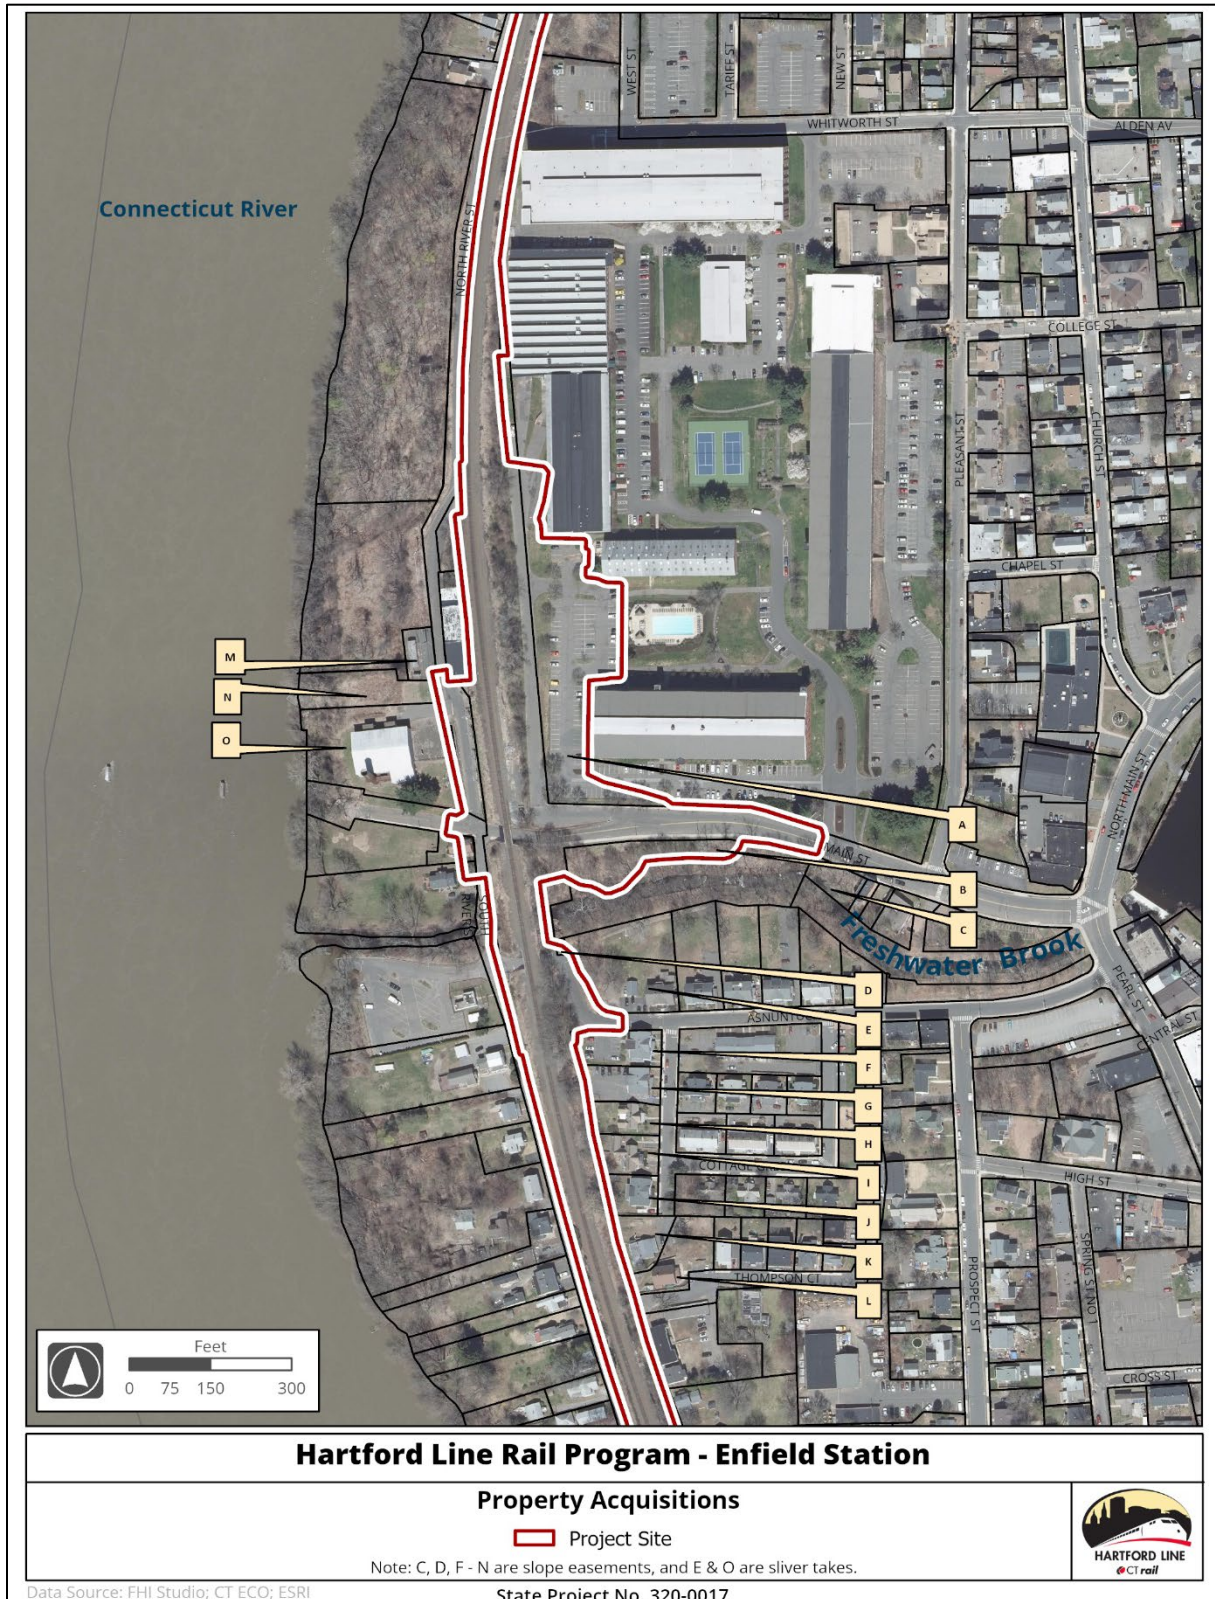 WEST ST
TARIFF ST
NEW ST
WHITWORTH ST
ALDEN AV
Connecticut River
NORTH RIVER ST
COLLEGE ST
PLEASANT ST
CHURCH ST
CHAPEL ST
M
N
O
NORTH MAIN ST
A
MAIN ST
B
C
SOUTH
Freshwater Brook
D
PEARL ST
E
CENTRAL ST
F
G
H
I
HIGH ST
J
K
THOMPSON CT
L
PROSPECT ST
SPRING ST NO 1
CROSS ST
Feet
0 75 150 300
Hartford Line Rail Program - Enfield Station
Property Acquisitions
Project Site
Note: C, D, F - N are slope easements, and E & O are sliver takes.
HARTFORD LINE
CTrail
Data Source: FHI Studio; CT ECO; ESRI
State Project No. 320-0017